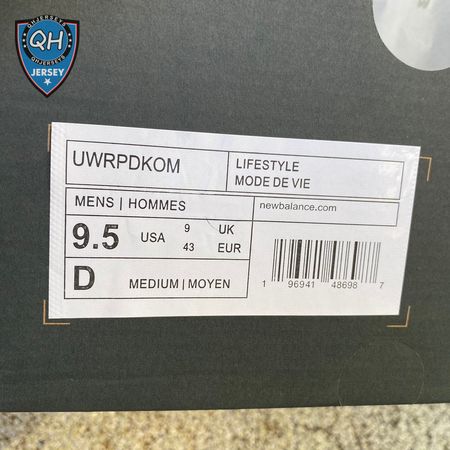 QH
QHJERSEYS
JERSEY
UWRPDKOM
LIFESTYLE
MODE DE VIE
MENS | HOMMES
newbalance.com
9.5 USA 9 UK
43 EUR
D MEDIUM | MOYEN
1 96941 48698 7